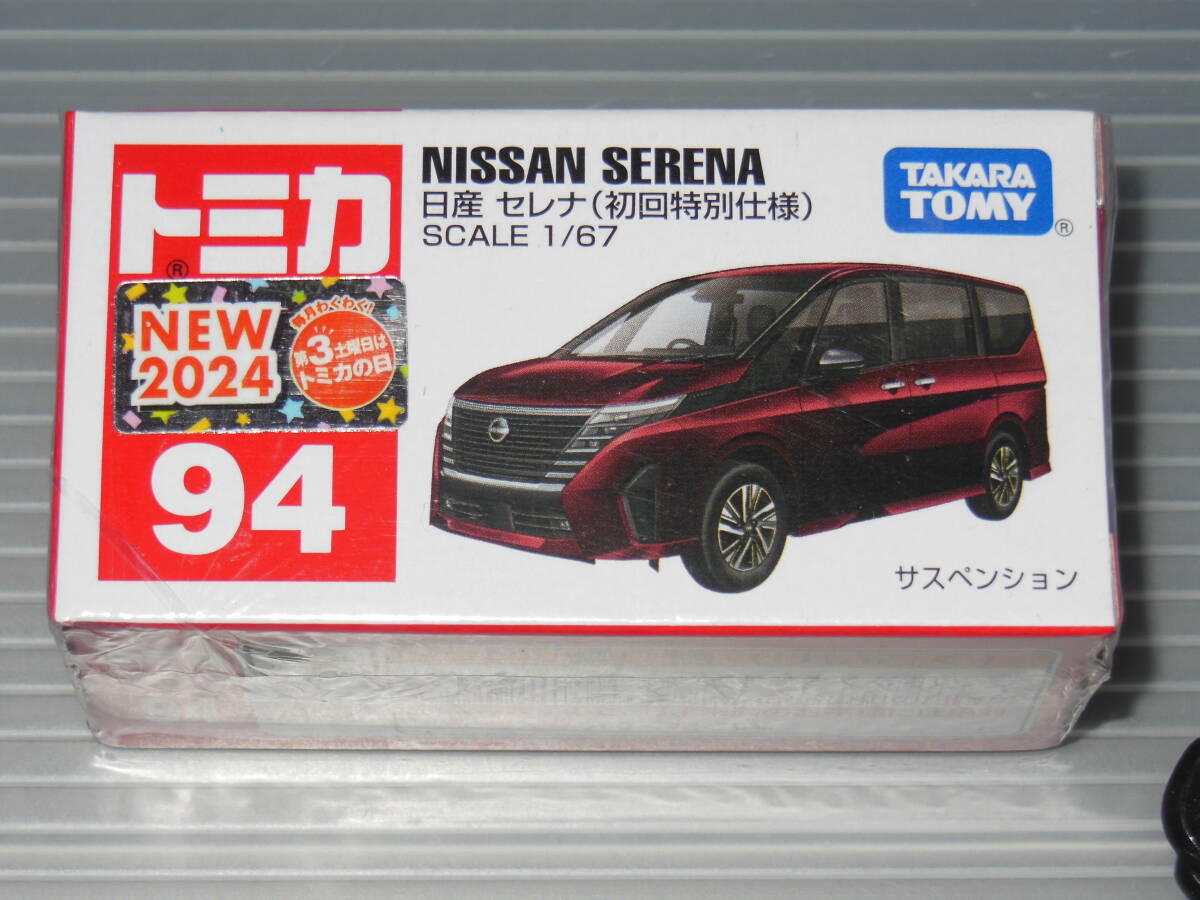 トミカ
®
NEW
2024
毎月わくわく!
第3土曜日は
トミカの日
94
NISSAN SERENA
日産 セレナ(初回特別仕様)
SCALE 1/67
TAKARA
TOMY
®
サスペンション
94